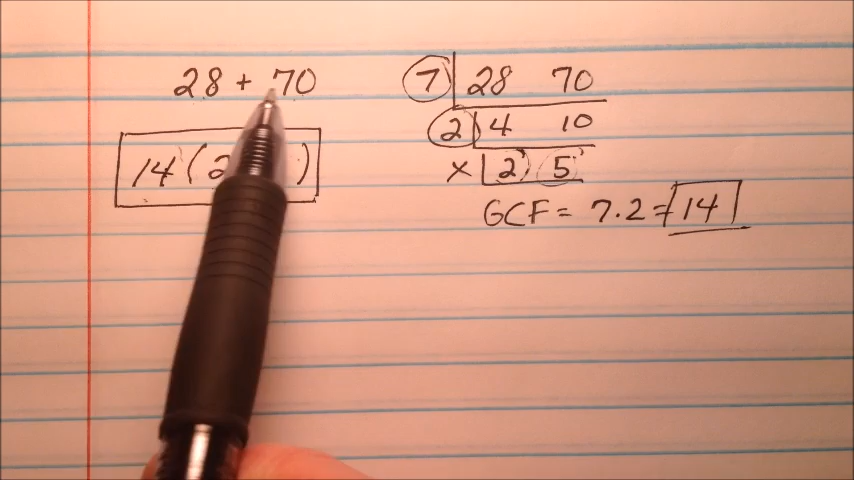 28 + 70
14 ( 2 )
7 28 70
2 4 10
× 2 5
GCF = 7.2 = 14